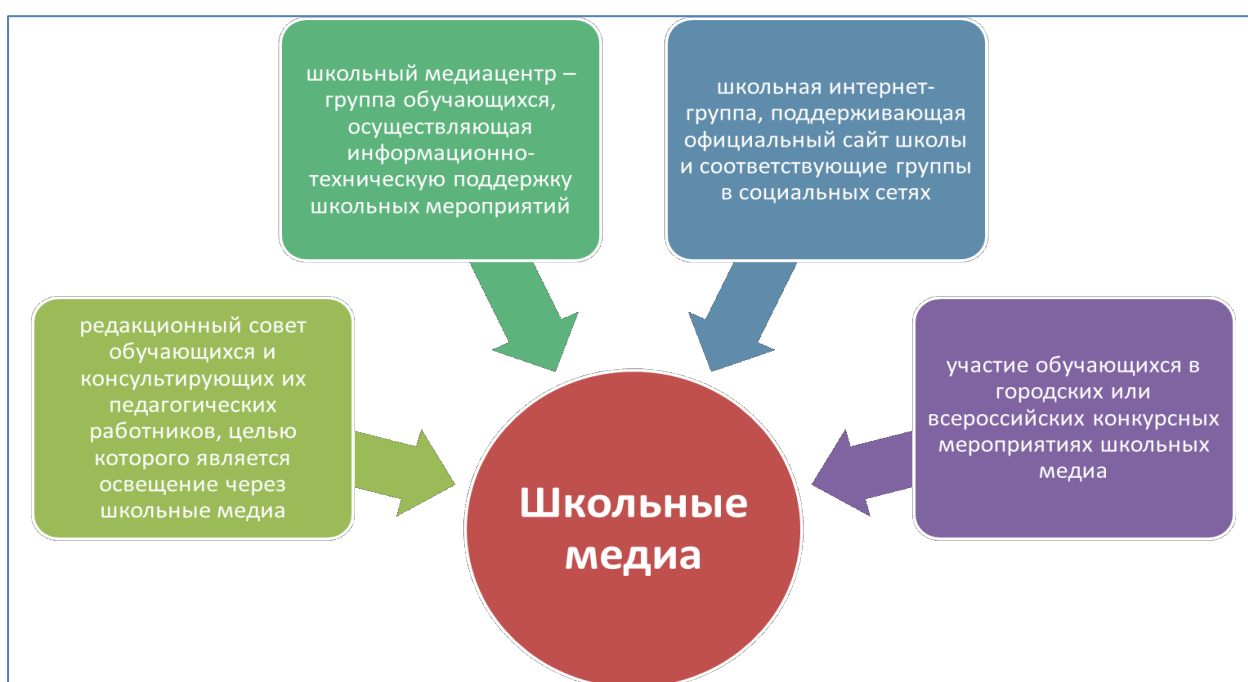 школьный медиацентр –
группа обучающихся,
осуществляющая
информационно-
техническую поддержку
школьных мероприятий
школьная интернет-
группа, поддерживающая
официальный сайт школы
и соответствующие группы
в социальных сетях
редакционный совет
обучающихся и
консультирующих их
педагогических
работников, целью
которого является
освещение через
школьные медиа
участие обучающихся в
городских или
всероссийских конкурсных
мероприятиях школьных
медиа
Школьные
медиа